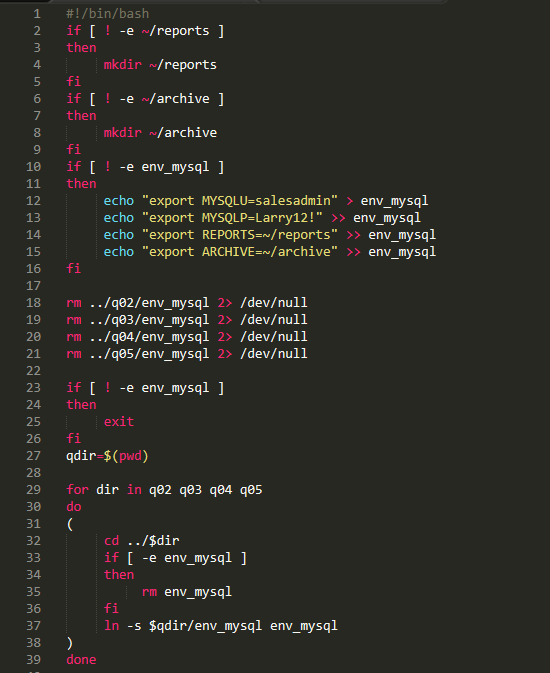 1 #!/bin/bash
2 if [ ! -e ~/reports ]
3 then
4 mkdir ~/reports
5 fi
6 if [ ! -e ~/archive ]
7 then
8 mkdir ~/archive
9 fi
10 if [ ! -e env_mysql ]
11 then
12 echo "export MYSQLU=salesadmin" > env_mysql
13 echo "export MYSQLP=Larry12!" >> env_mysql
14 echo "export REPORTS=~/reports" >> env_mysql
15 echo "export ARCHIVE=~/archive" >> env_mysql
16 fi
17
18 rm ../q02/env_mysql 2> /dev/null
19 rm ../q03/env_mysql 2> /dev/null
20 rm ../q04/env_mysql 2> /dev/null
21 rm ../q05/env_mysql 2> /dev/null
22
23 if [ ! -e env_mysql ]
24 then
25 exit
26 fi
27 qdir=$(pwd)
28
29 for dir in q02 q03 q04 q05
30 do
31 (
32 cd ../$dir
33 if [ -e env_mysql ]
34 then
35 rm env_mysql
36 fi
37 ln -s $qdir/env_mysql env_mysql
38 )
39 done